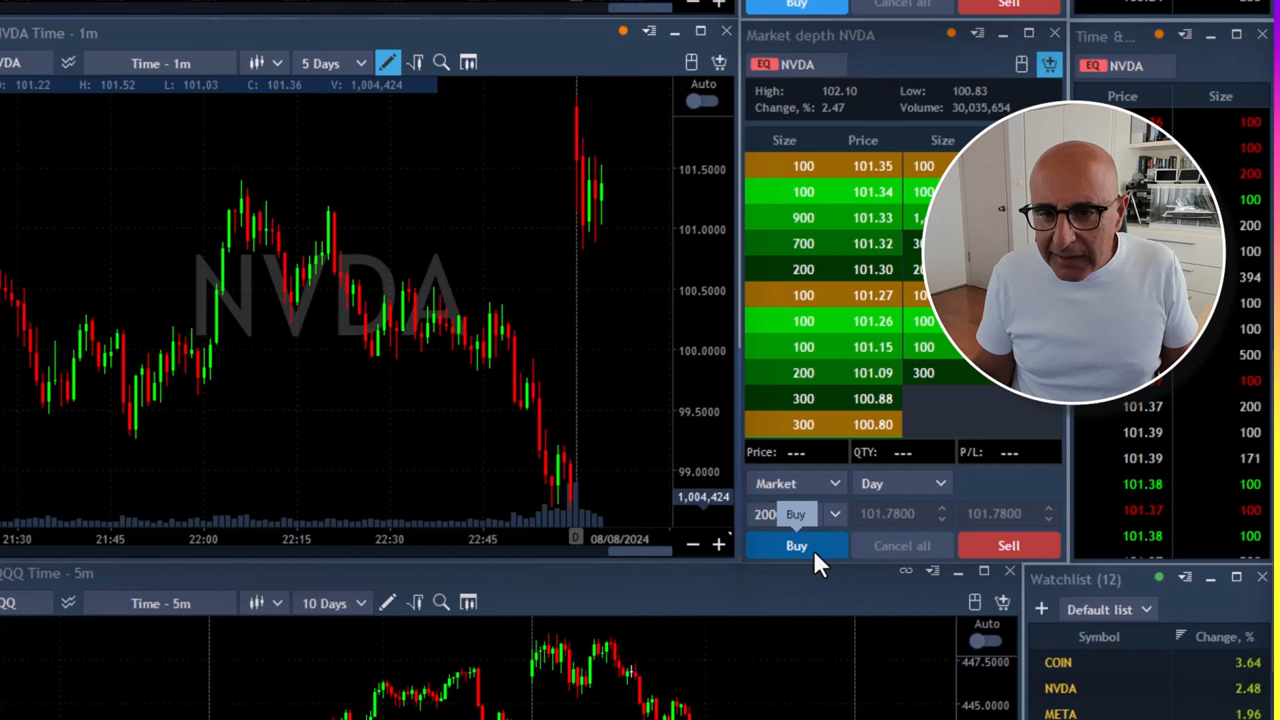 Buy
Cancel all
Sell
NVDA Time - 1m
Time - 1m
5 Days
101.22 H: 101.52 L: 101.03 C: 101.36 V: 1,004,424
NVDA
Auto
101.5000
101.0000
100.5000
100.0000
99.5000
99.0000
1,004,424
21:30 21:45 22:00 22:15 22:30 22:45 D 08/08/2024
Market depth NVDA
EQ NVDA
High: 102.10 Low: 100.83
Change, %: 2.47 Volume: 30,035,654
Size Price Size
100 101.35 100
100 101.34 100
900 101.33
700 101.32
200 101.30
100 101.27
100 101.26 100
100 101.15 100
200 101.09 300
300 100.88
300 100.80
Price: --- QTY: --- P/L: ---
Market Day
200 Buy 101.7800 101.7800
Buy Cancel all Sell
Time & ...
EQ NVDA
Price Size
100
100
200
100
200
100
394
100
100
500
100
101.37 200
101.39 100
101.39 171
101.38 100
101.37 100
101.38 100
QQQ Time - 5m
Time - 5m
10 Days
Auto
447.5000
445.0000
Watchlist (12)
Default list
Symbol Change, %
COIN 3.64
NVDA 2.48
META 1.96